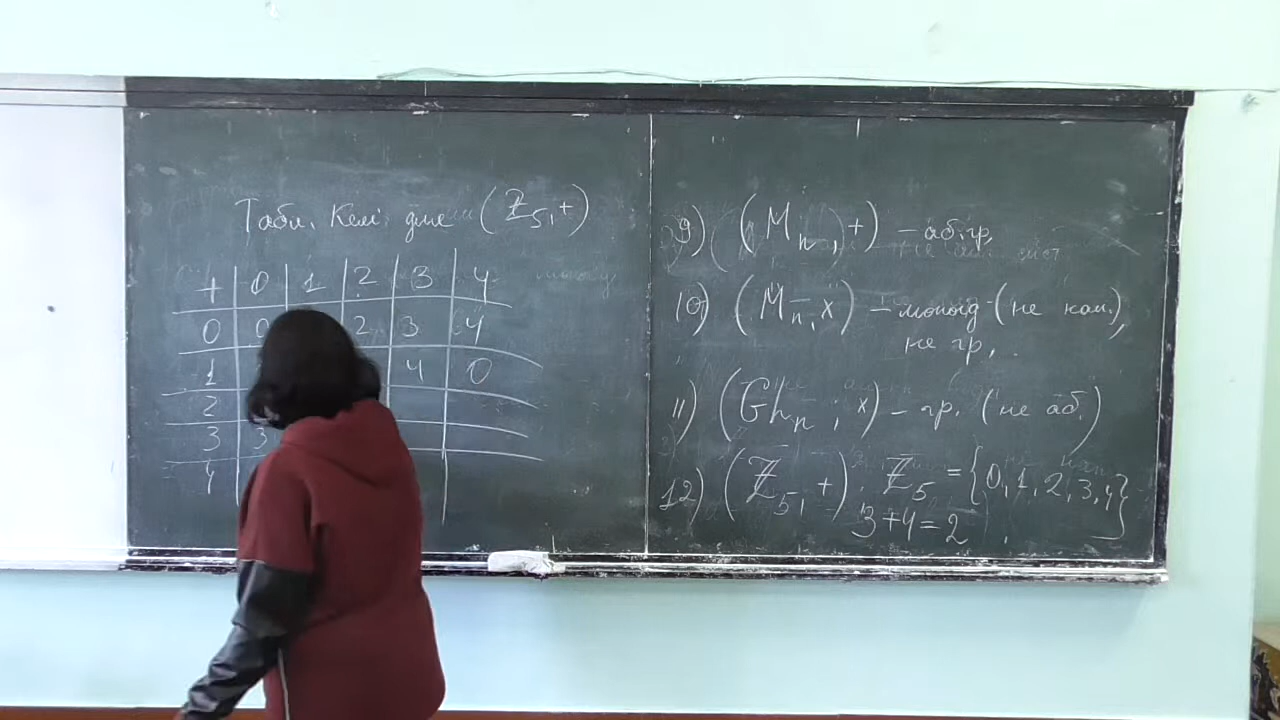 Табл. Кели для (ℤ₅, +)
+ 0 1 2 3 4
0 0 2 3 4
1 4 0
2
3 3
4
9) (Mₙ, +) – аб. гр.
10) (Mₙ, x) – моноид (не ком.),
не гр.
11) (GLₙ, x) – гр. (не аб.)
12) (ℤ₅, +), ℤ₅ = {0, 1, 2, 3, 4}
3+4=2